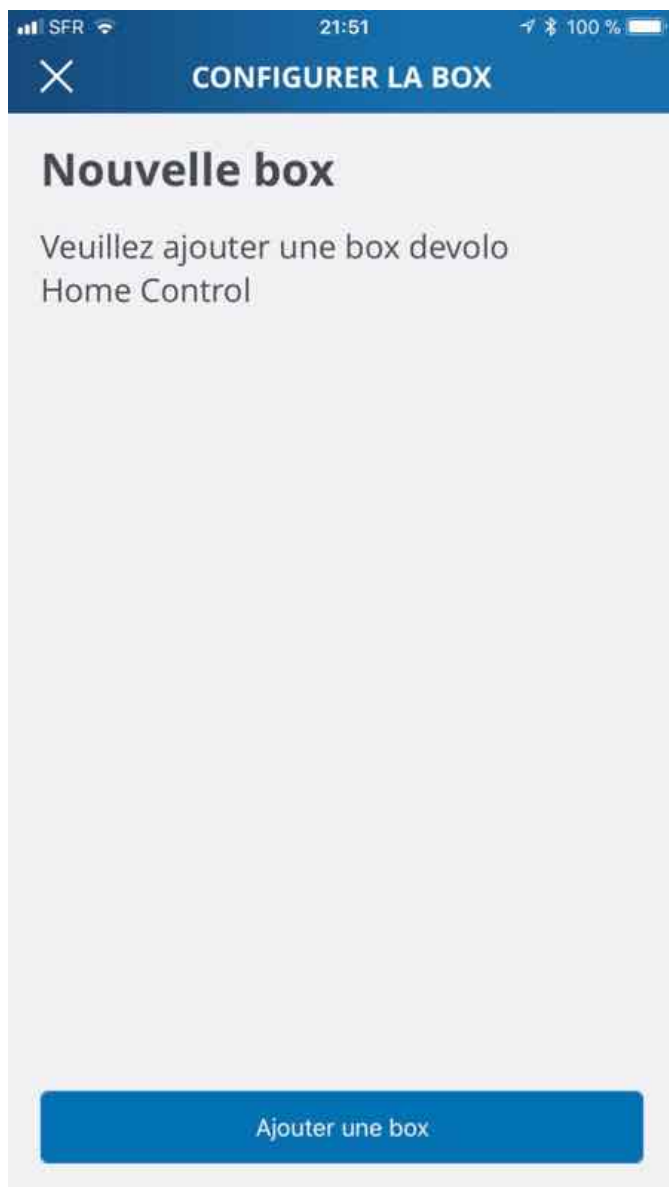 SFR 21:51 100 %
CONFIGURER LA BOX
Nouvelle box
Veuillez ajouter une box devolo
Home Control
Ajouter une box